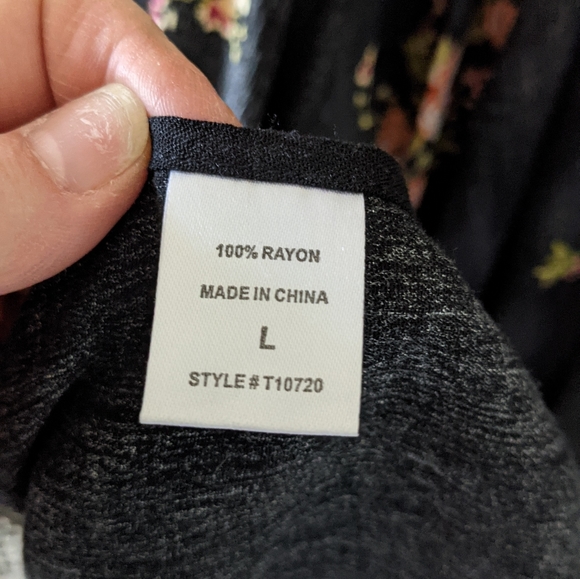 100% RAYON
MADE IN CHINA
L
STYLE # T10720